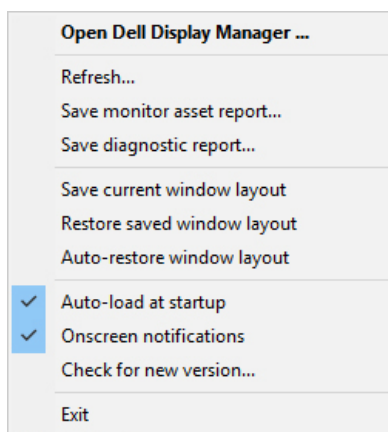 Open Dell Display Manager ...
Refresh...
Save monitor asset report...
Save diagnostic report...
Save current window layout
Restore saved window layout
Auto-restore window layout
Auto-load at startup
Onscreen notifications
Check for new version...
Exit